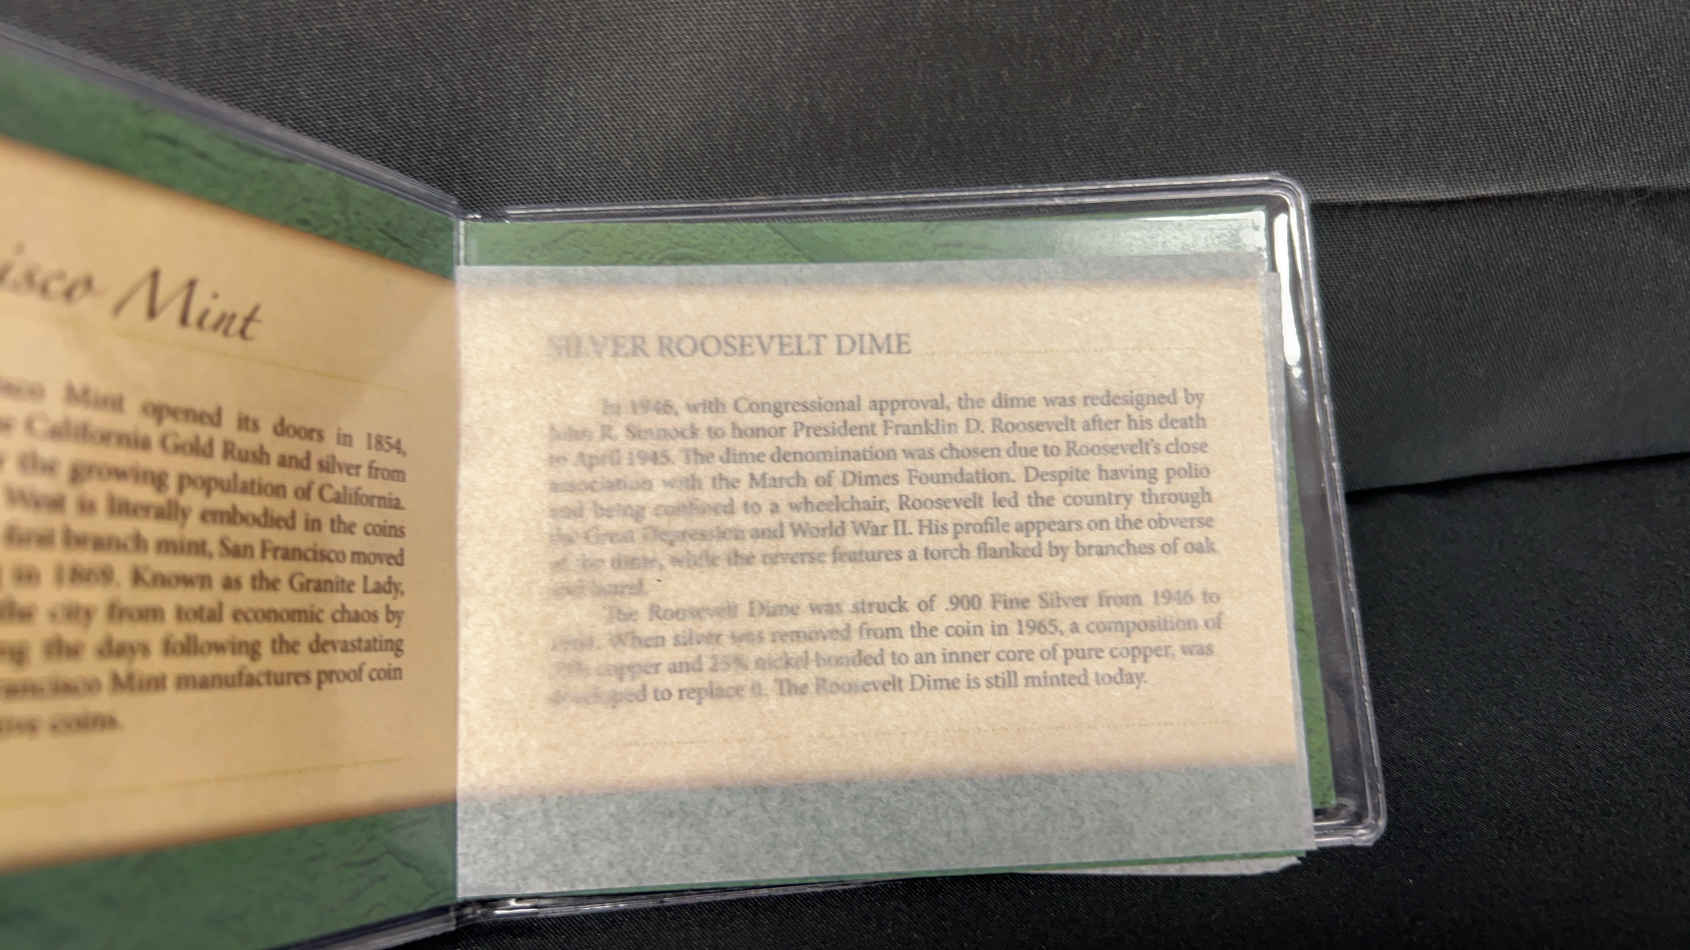 isco Mint
Mint opened its doors in 1854,
California Gold Rush and silver from
the growing population of California.
West is literally embodied in the coins
first branch mint, San Francisco moved
in 1869. Known as the Granite Lady,
the city from total economic chaos by
the days following the devastating
Mint manufactures proof coin
coins.
SILVER ROOSEVELT DIME
In 1946, with Congressional approval, the dime was redesigned by
John R. Sinnock to honor President Franklin D. Roosevelt after his death
April 1945. The dime denomination was chosen due to Roosevelt's close
association with the March of Dimes Foundation. Despite having polio
and being confined to a wheelchair, Roosevelt led the country through
the Great Depression and World War II. His profile appears on the obverse
of the dime, while the reverse features a torch flanked by branches of oak
and
The Roosevelt Dime was struck of .900 Fine Silver from 1946 to
When silver was removed from the coin in 1965, a composition of
copper and 25% nickel bonded to an inner core of pure copper, was
to replace it. The Roosevelt Dime is still minted today.